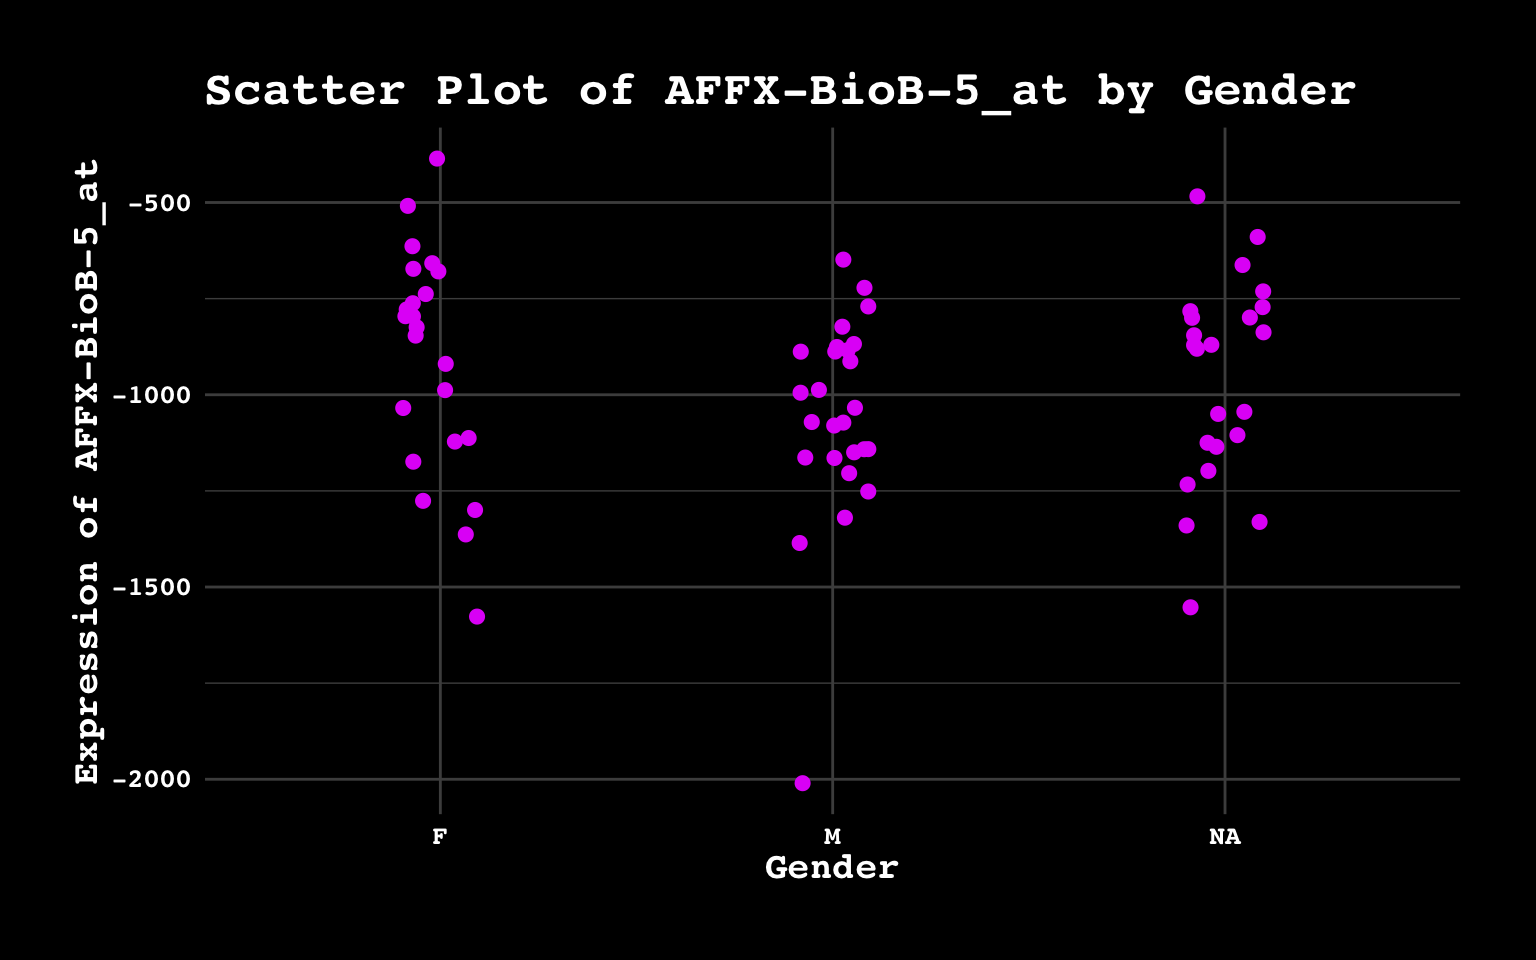 Scatter Plot of AFFX-BioB-5_at by Gender
Expression of AFFX-BioB-5_at
-500
-1000
-1500
-2000
F M NA
Gender